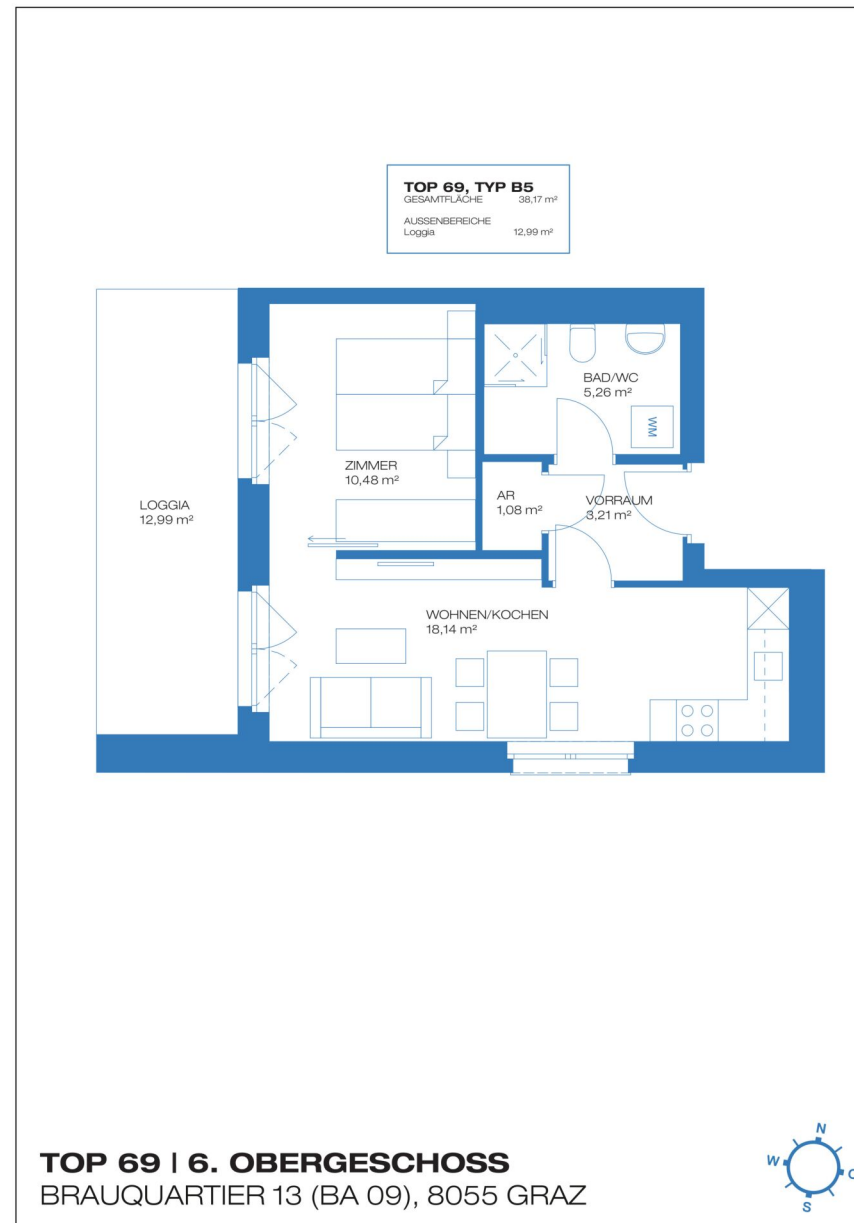 TOP 69, TYP B5
GESAMTFLÄCHE 38,17 m²
AUSSENBEREICHE
Loggia 12,99 m²
BAD/WC
5,26 m²
WM
ZIMMER
10,48 m²
LOGGIA
12,99 m²
AR
1,08 m²
VORRAUM
3,21 m²
WOHNEN/KOCHEN
18,14 m²
TOP 69 | 6. OBERGESCHOSS
BRAUQUARTIER 13 (BA 09), 8055 GRAZ
N
W
O
S